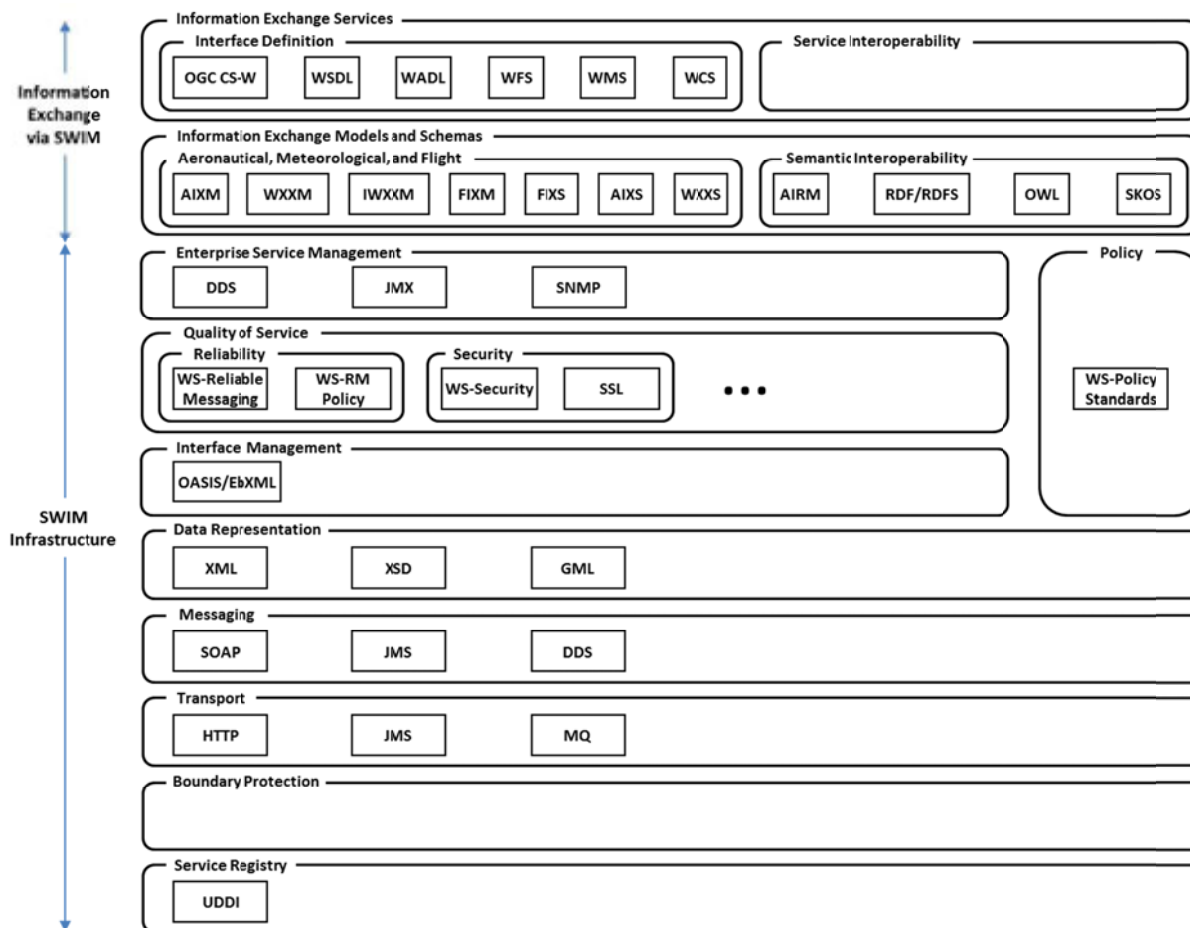 Information Exchange Services
Interface Definition
Service Interoperability
OGC CS-W
WSDL
WADL
WFS
WMS
WCS
Information
Exchange
via SWIM
Information Exchange Models and Schemas
Aeronautical, Meteorological, and Flight
Semantic Interoperability
AIXM
WXXM
IWXXM
FIXM
FIXS
AIXS
WXXS
AIRM
RDF/RDFS
OWL
SKOS
Enterprise Service Management
Policy
DDS
JMX
SNMP
Quality of Service
Reliability
Security
WS-Reliable
Messaging
WS-RM
Policy
WS-Security
SSL
•••
WS-Policy
Standards
Interface Management
OASIS/EbXML
SWIM
Infrastructure
Data Representation
XML
XSD
GML
Messaging
SOAP
JMS
DDS
Transport
HTTP
JMS
MQ
Boundary Protection
Service Registry
UDDI